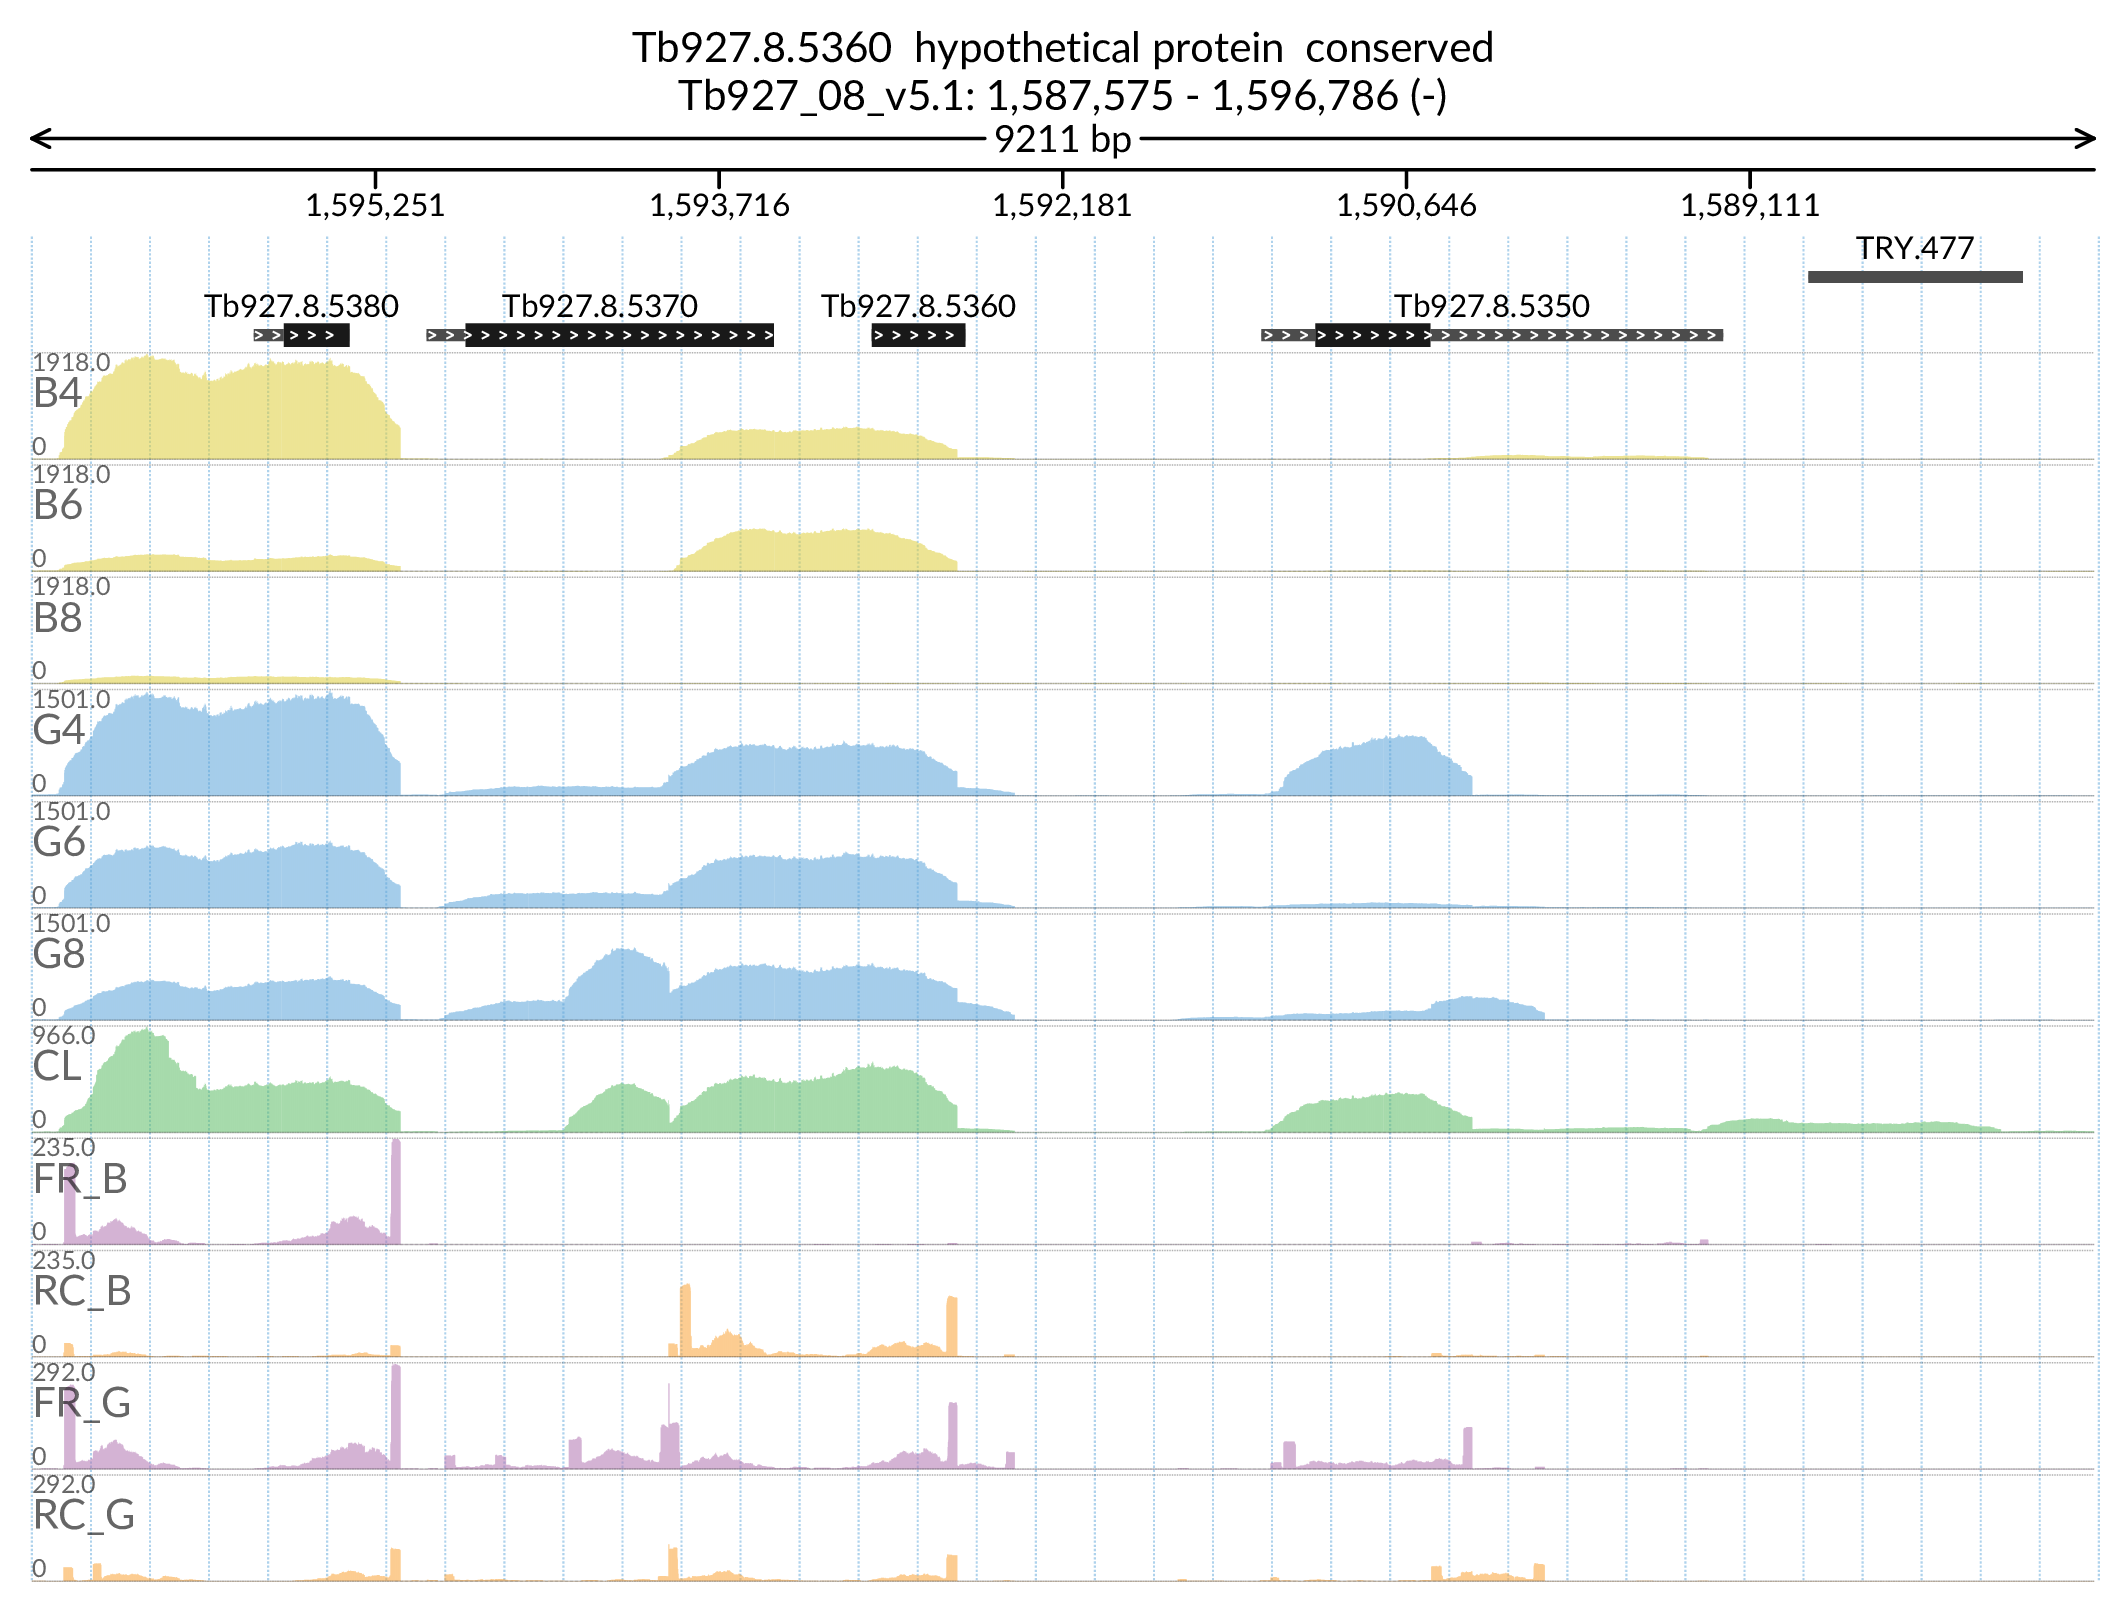 Tb927.8.5360  hypothetical protein  conserved
Tb927_08_v5.1: 1,587,575 - 1,596,786 (-)
9211 bp
1,595,251 1,593,716 1,592,181 1,590,646 1,589,111
TRY.477
Tb927.8.5380 Tb927.8.5370 Tb927.8.5360 Tb927.8.5350
1918.0
B4
0
1918.0
B6
0
1918.0
B8
0
1501.0
G4
0
1501.0
G6
0
1501.0
G8
0
966.0
CL
0
235.0
FR_B
0
235.0
RC_B
0
292.0
FR_G
0
292.0
RC_G
0